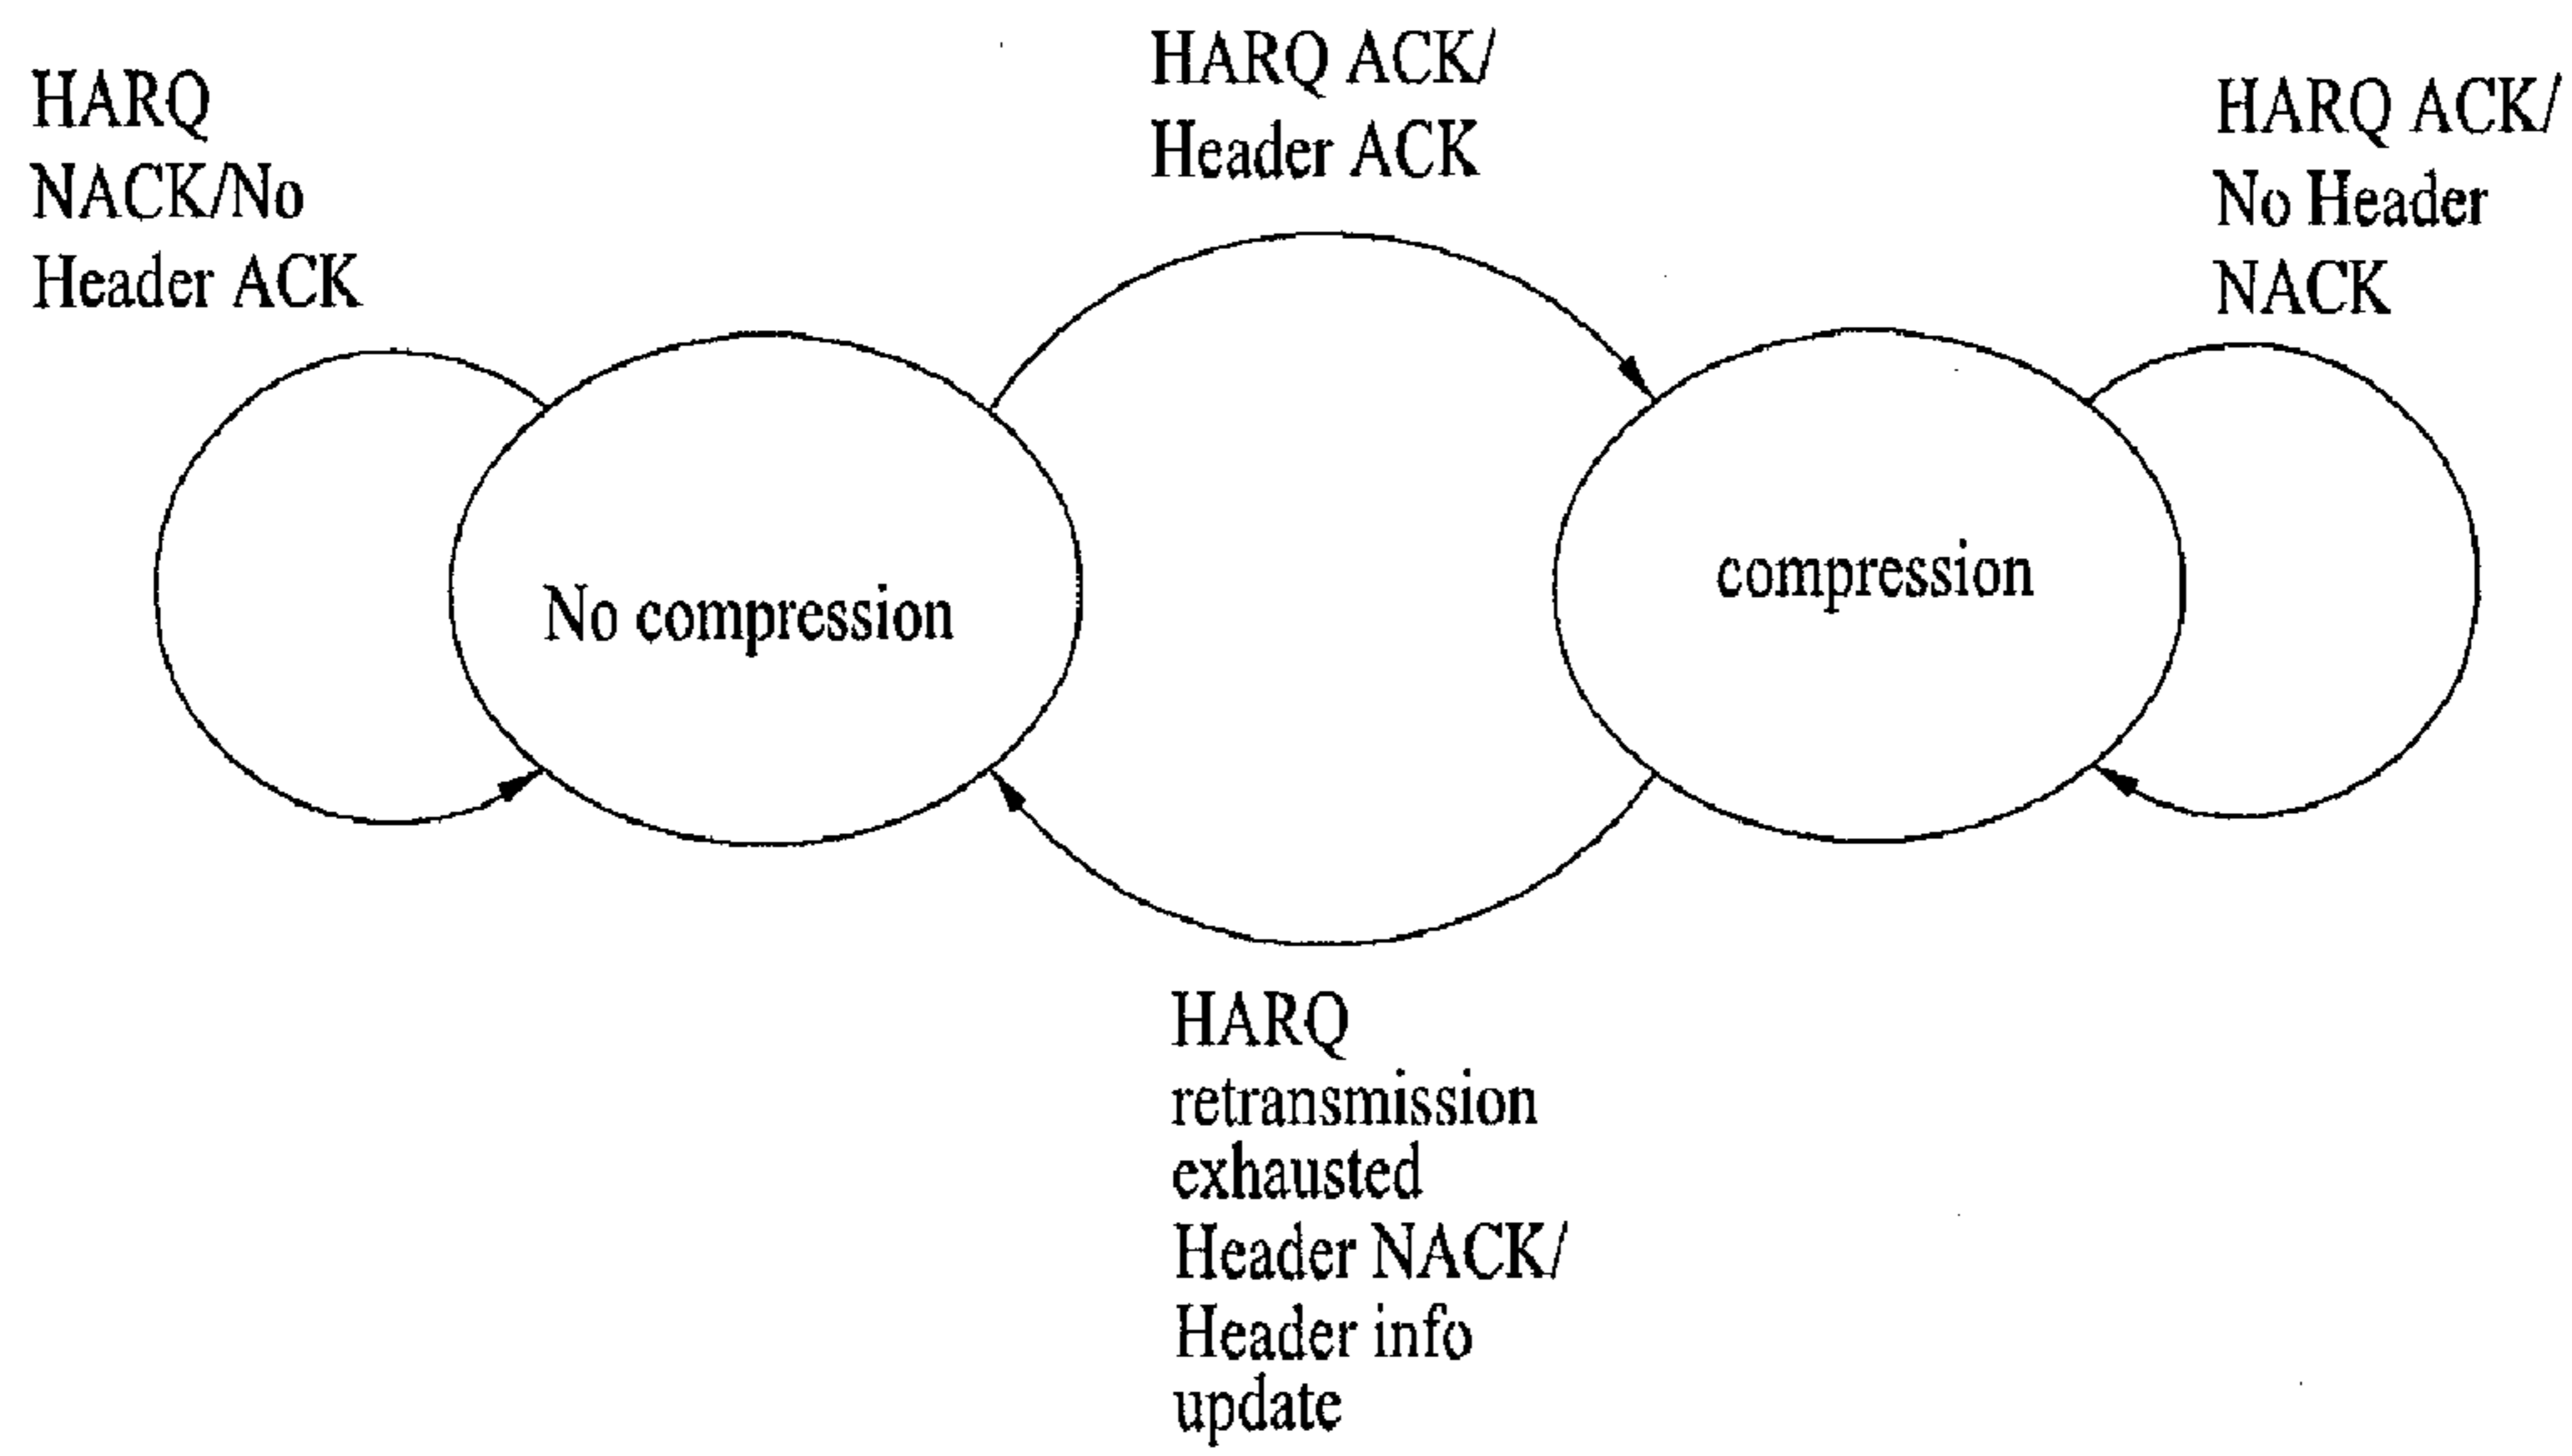 HARQ
NACK/No
Header ACK
HARQ ACK/
Header ACK
HARQ ACK/
No Header
NACK
No compression
compression
HARQ
retransmission
exhausted
Header NACK/
Header info
update